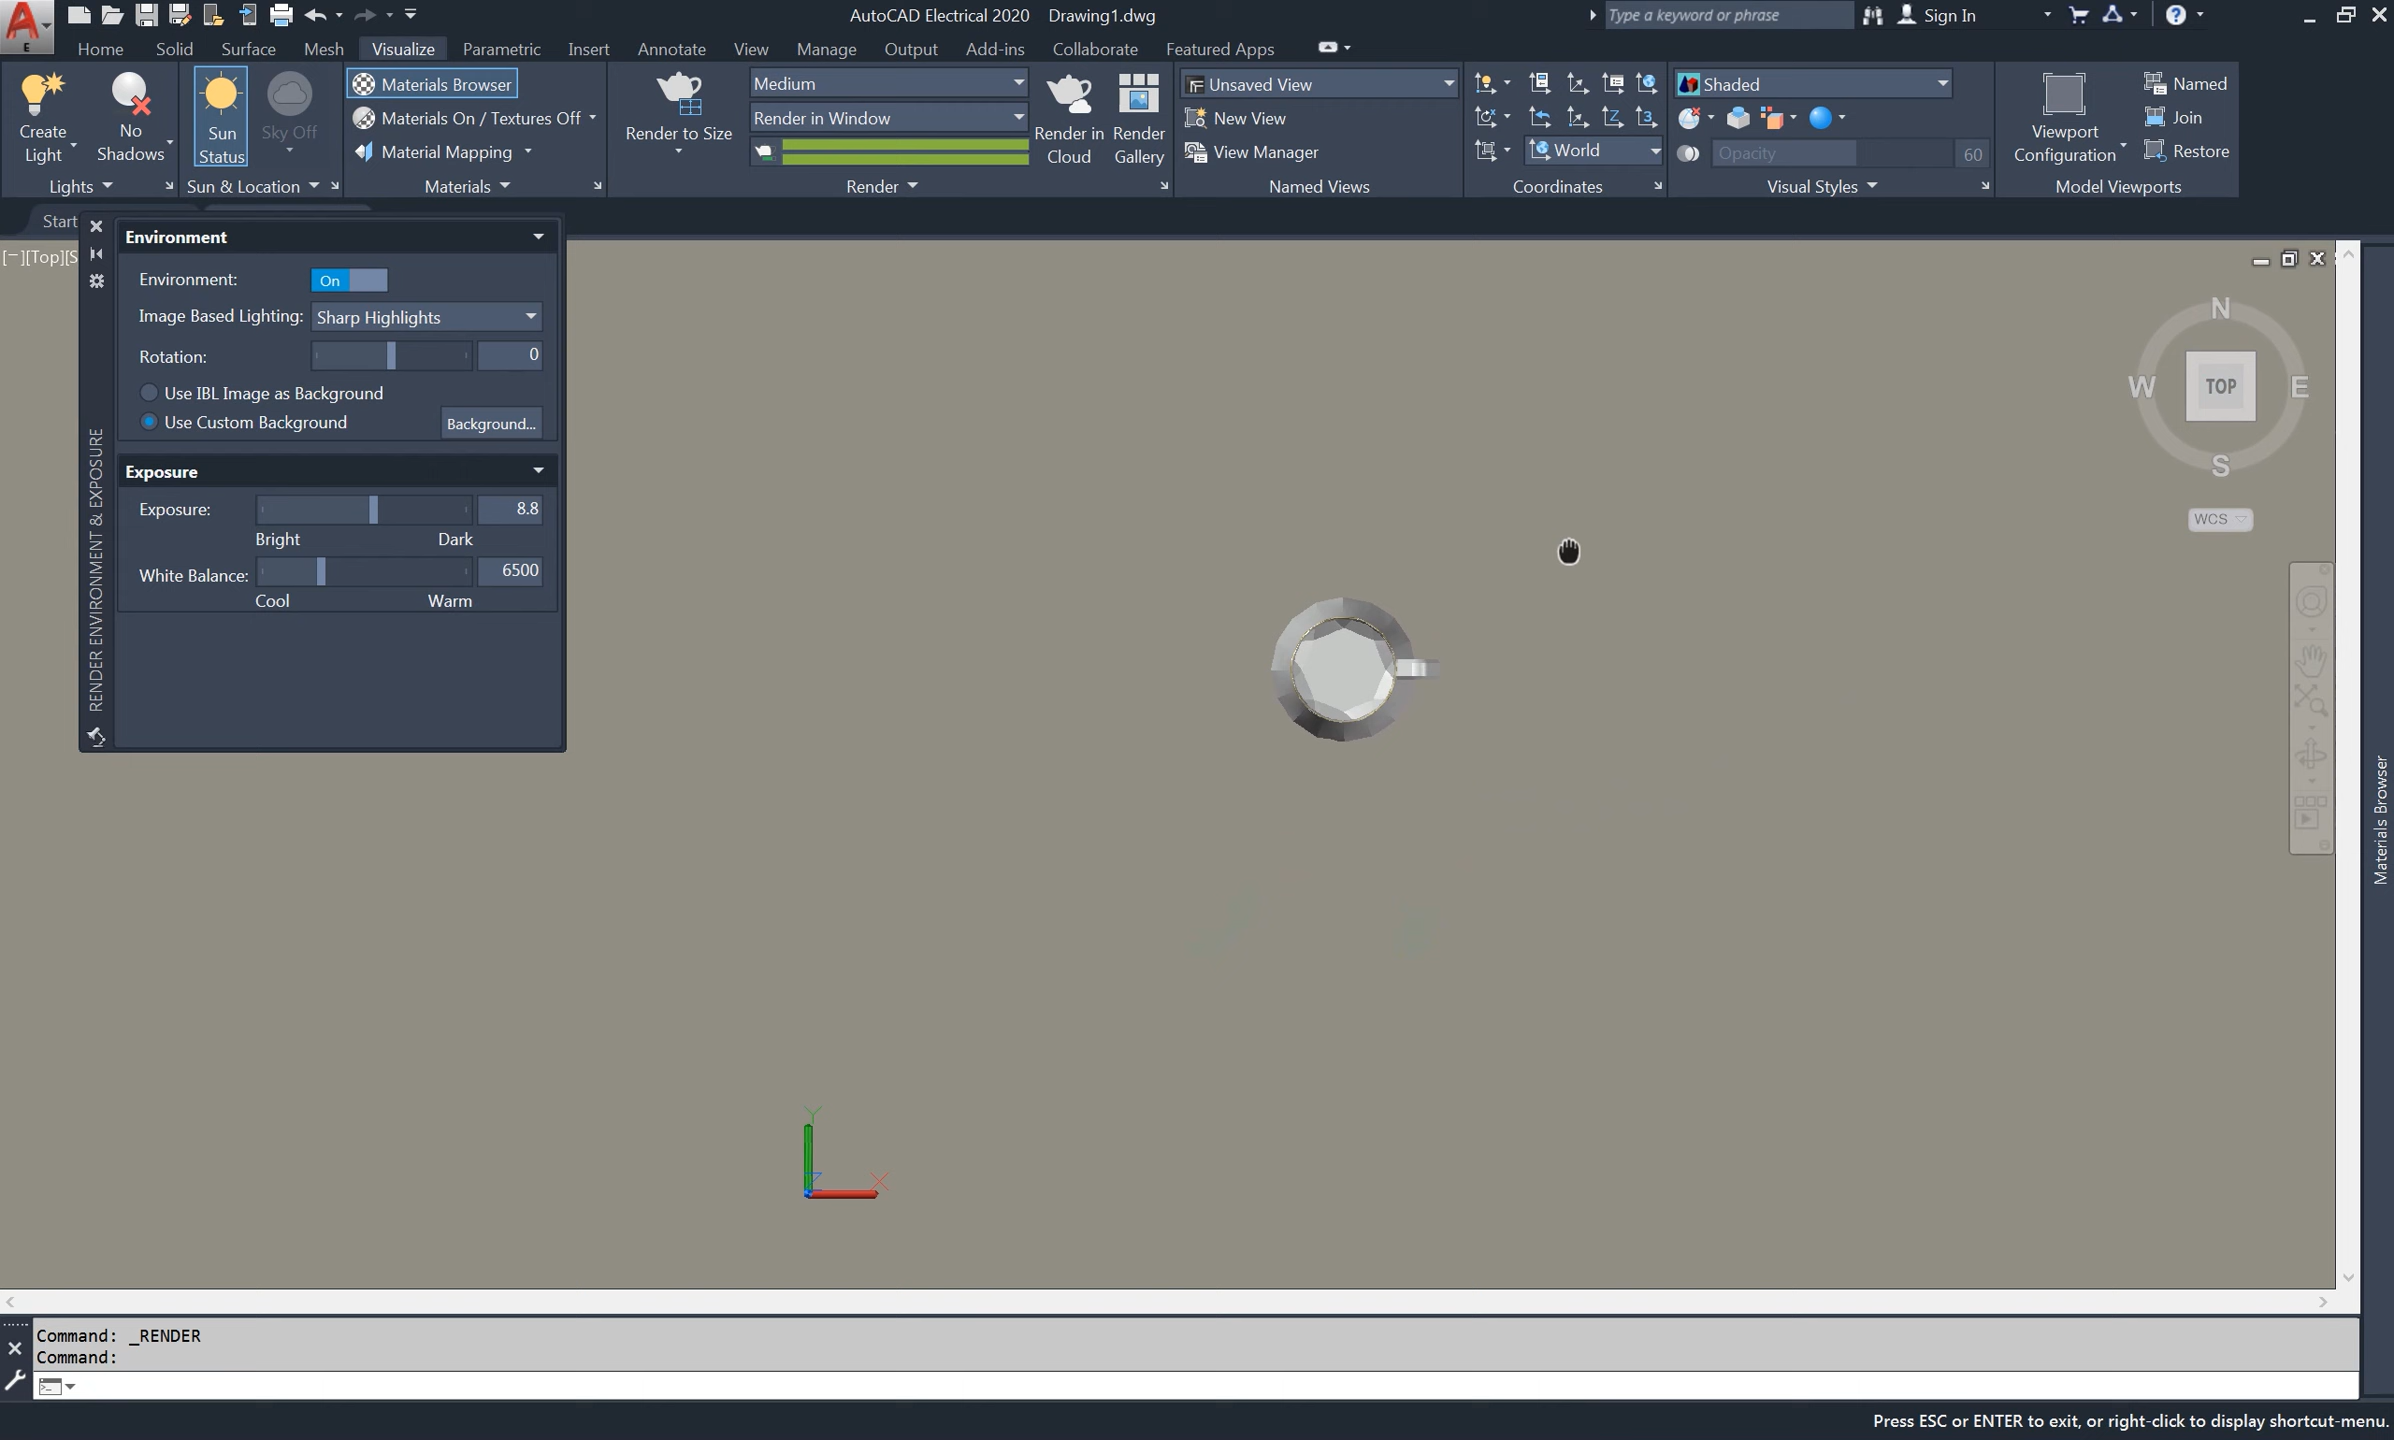 AutoCAD Electrical 2020 Drawing1.dwg
Type a keyword or phrase
Sign In
E
Home Solid Surface Mesh Visualize Parametric Insert Annotate View Manage Output Add-ins Collaborate Featured Apps
Create
Light
No
Shadows
Lights
Sun
Status
Sky Off
Sun & Location
Materials Browser
Materials On / Textures Off
Material Mapping
Materials
Render to Size
Medium
Render in Window
Render in
Cloud
Render
Gallery
Render
Unsaved View
New View
View Manager
Named Views
World
Coordinates
Shaded
Opacity 60
Visual Styles
Viewport
Configuration
Named
Join
Restore
Model Viewports
Start
[−][Top][S
RENDER ENVIRONMENT & EXPOSURE
Environment
Environment: On
Image Based Lighting: Sharp Highlights
Rotation: 0
Use IBL Image as Background
Use Custom Background Background...
Exposure
Exposure: 8.8
Bright Dark
White Balance: 6500
Cool Warm
N
W TOP E
S
WCS
Materials Browser
Y
Z X
Command: _RENDER
Command:
Press ESC or ENTER to exit, or right-click to display shortcut-menu.